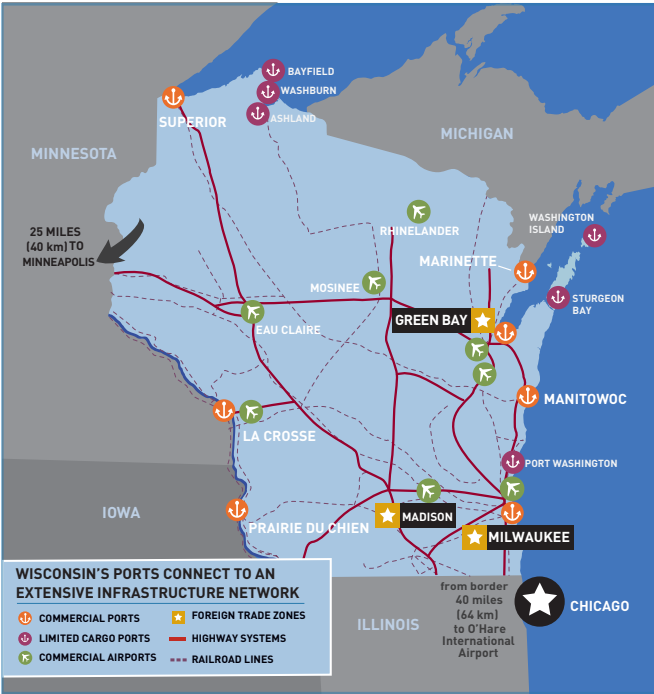 BAYFIELD
WASHBURN
ASHLAND
SUPERIOR
MICHIGAN
MINNESOTA
WASHINGTON
ISLAND
25 MILES
(40 km) TO
MINNEAPOLIS
RHINELANDER
MARINETTE
MOSINEE
STURGEON
BAY
GREEN BAY
EAU CLAIRE
MANITOWOC
LA CROSSE
PORT WASHINGTON
IOWA
PRAIRIE DU CHIEN
MADISON
MILWAUKEE
WISCONSIN'S PORTS CONNECT TO AN
EXTENSIVE INFRASTRUCTURE NETWORK
COMMERCIAL PORTS
LIMITED CARGO PORTS
COMMERCIAL AIRPORTS
FOREIGN TRADE ZONES
HIGHWAY SYSTEMS
RAILROAD LINES
ILLINOIS
from border
40 miles
(64 km)
to O'Hare
International
Airport
CHICAGO